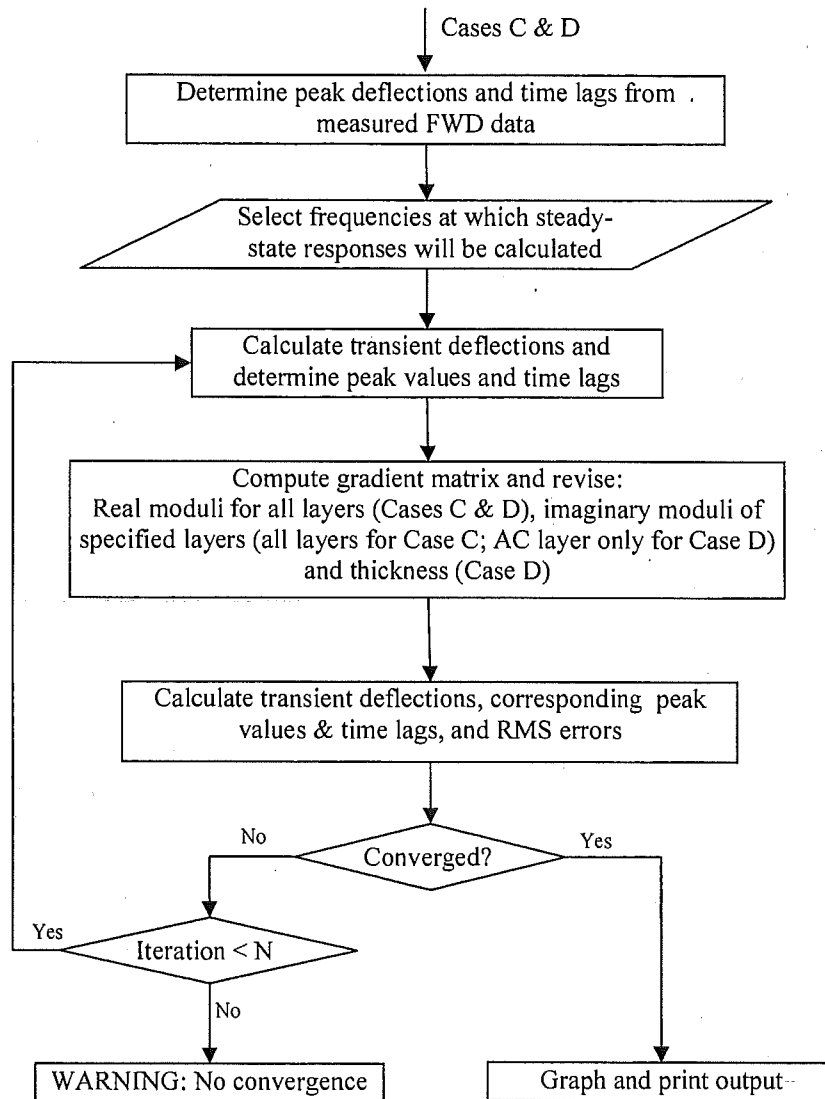 Cases C & D
Determine peak deflections and time lags from
measured FWD data
Select frequencies at which steady-
state responses will be calculated
Calculate transient deflections and
determine peak values and time lags
Compute gradient matrix and revise:
Real moduli for all layers (Cases C & D), imaginary moduli of
specified layers (all layers for Case C; AC layer only for Case D)
and thickness (Case D)
Calculate transient deflections, corresponding peak
values & time lags, and RMS errors
No
Converged?
Yes
Yes
Iteration < N
No
WARNING: No convergence
Graph and print output